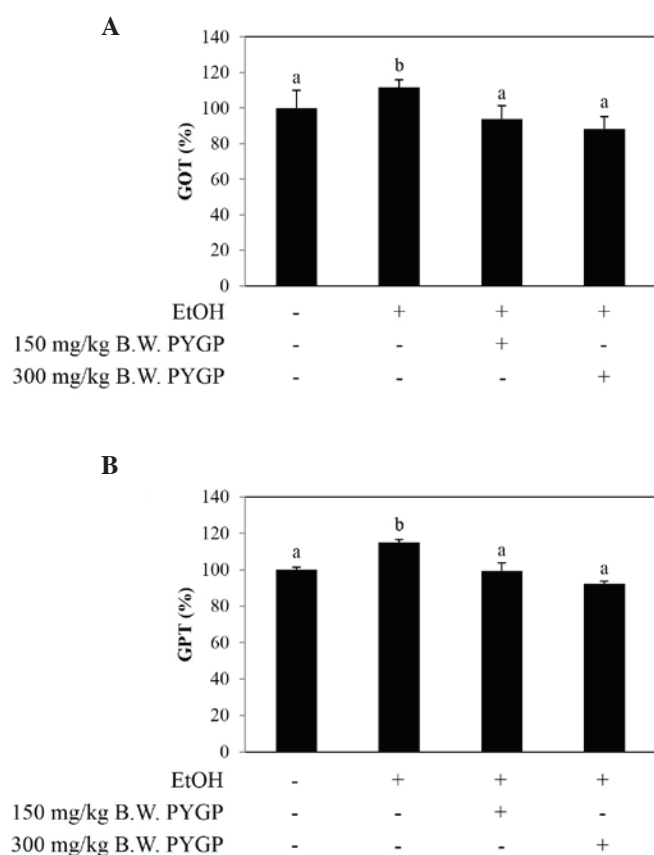 A
140
120
100
80
60
40
20
0
GOT (%)
a
b
a
a
EtOH - + + +
150 mg/kg B.W. PYGP - - + -
300 mg/kg B.W. PYGP - - - +
B
140
120
100
80
60
40
20
0
GPT (%)
a
b
a
a
EtOH - + + +
150 mg/kg B.W. PYGP - - + -
300 mg/kg B.W. PYGP - - - +